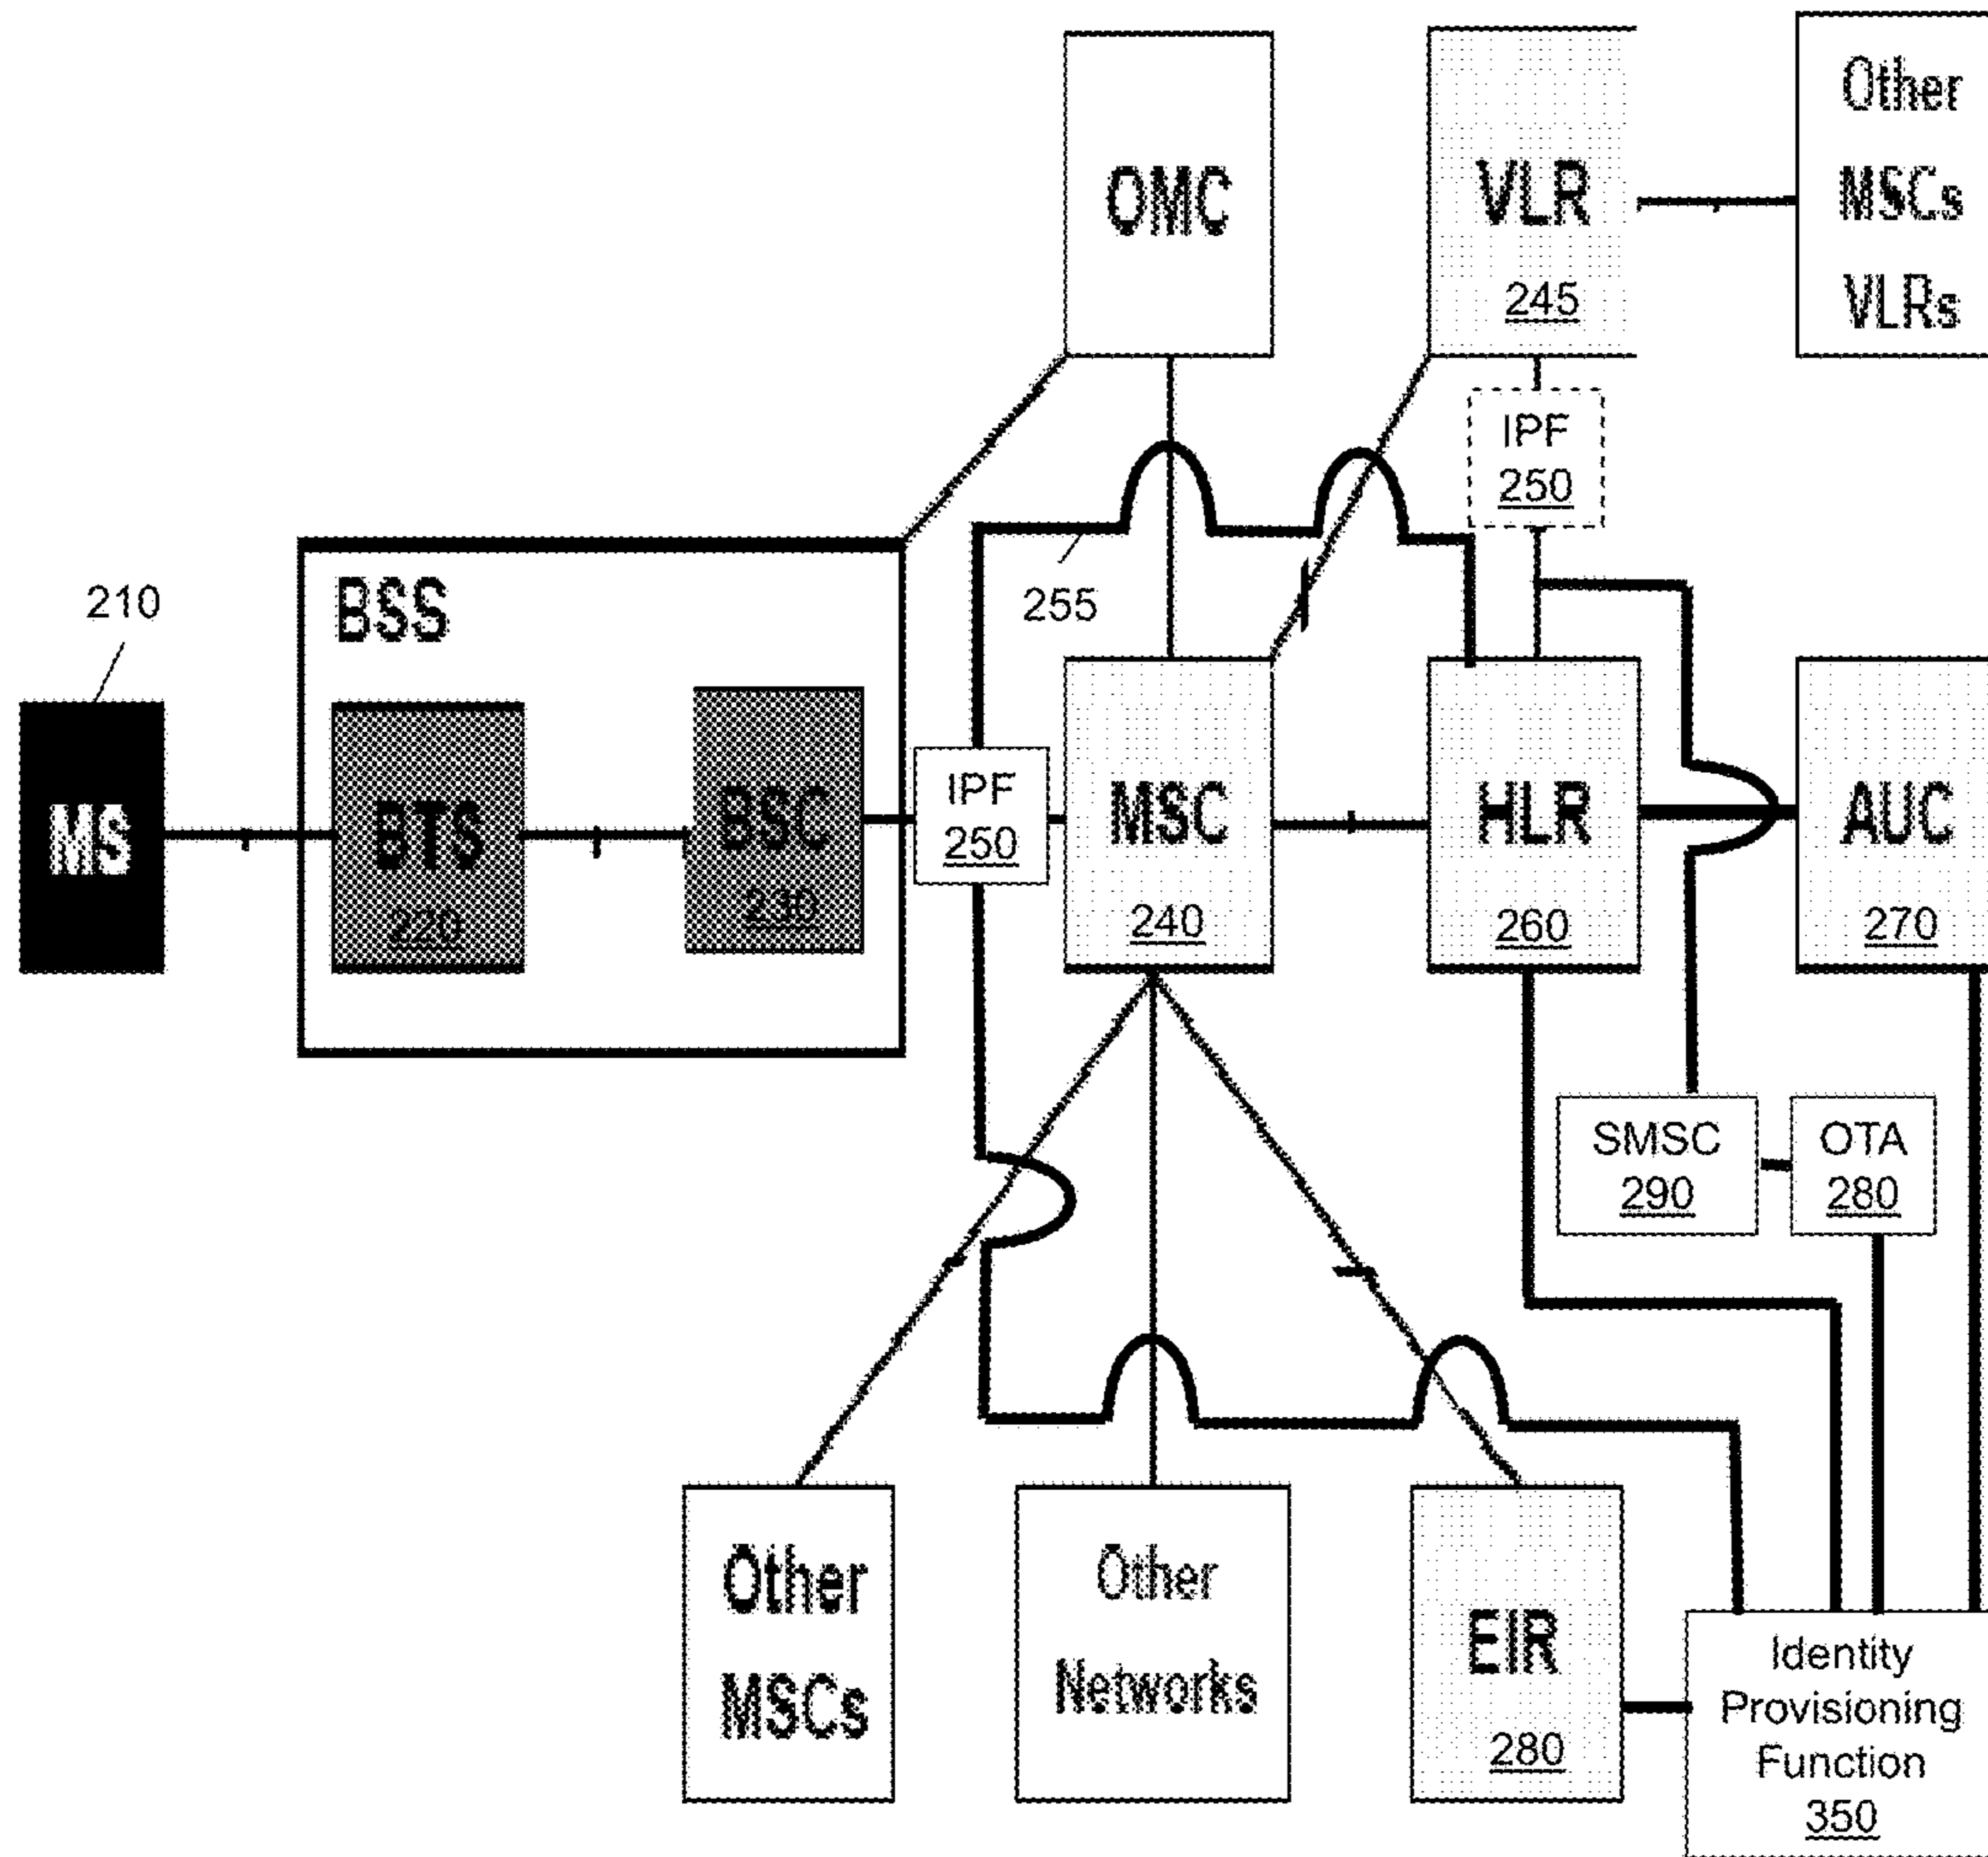 OMC
VLR
245
Other
MSCs
VLRs
IPF
250
255
210
BSS
MS
BTS
220
BSC
230
IPF
250
MSC
240
HLR
260
AUC
270
SMSC
290
OTA
280
Other
MSCs
Other
Networks
EIR
280
Identity
Provisioning
Function
350